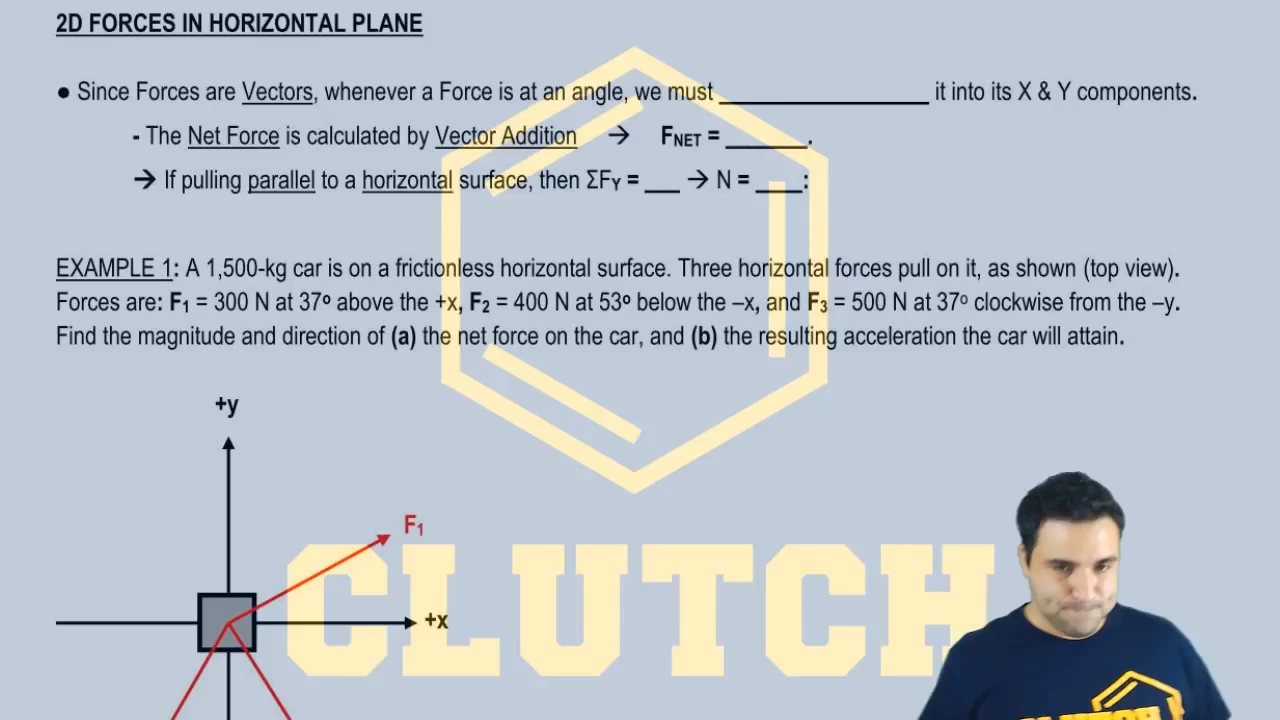 2D FORCES IN HORIZONTAL PLANE
● Since Forces are Vectors, whenever a Force is at an angle, we must _________________ it into its X & Y components.
- The Net Force is calculated by Vector Addition → FNET = _______.
→ If pulling parallel to a horizontal surface, then ΣFY = ___ → N = ____:
EXAMPLE 1: A 1,500-kg car is on a frictionless horizontal surface. Three horizontal forces pull on it, as shown (top view).
Forces are: F1 = 300 N at 37º above the +x, F2 = 400 N at 53º below the –x, and F3 = 500 N at 37º clockwise from the –y.
Find the magnitude and direction of (a) the net force on the car, and (b) the resulting acceleration the car will attain.
+y
F1
+x
CLUTCH
CLUTCH